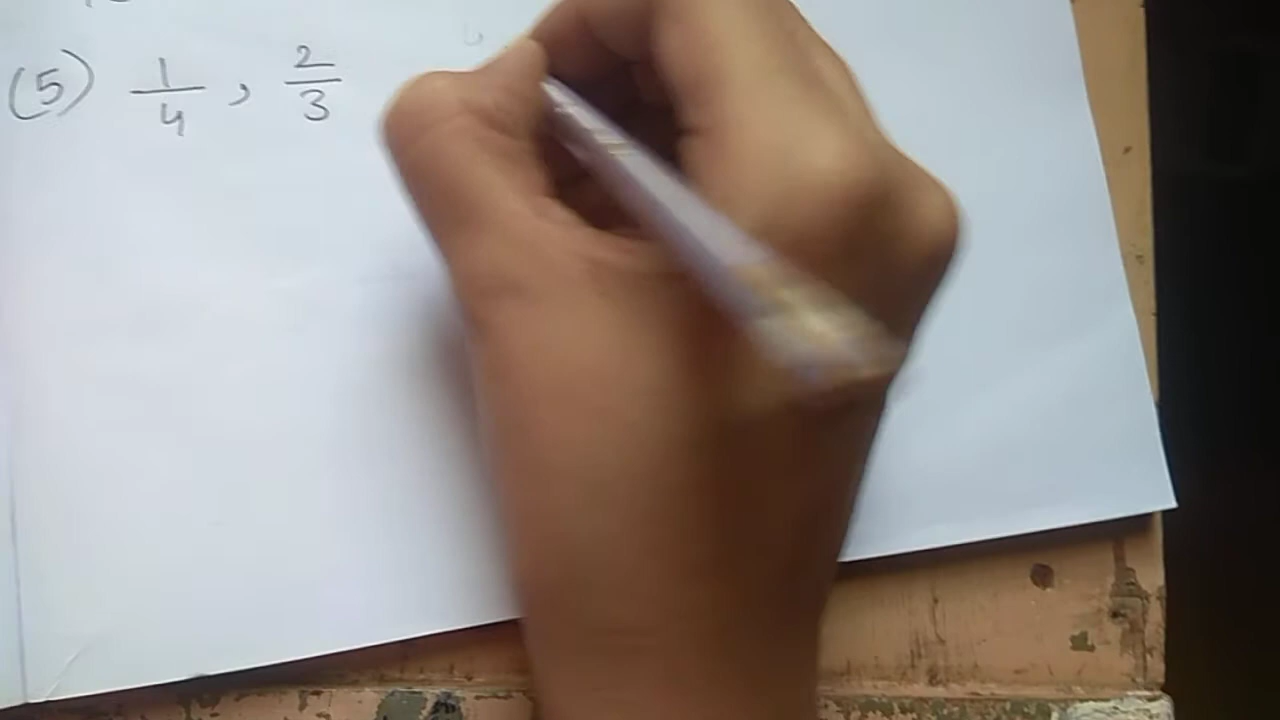 (5) 1/4 , 2/3